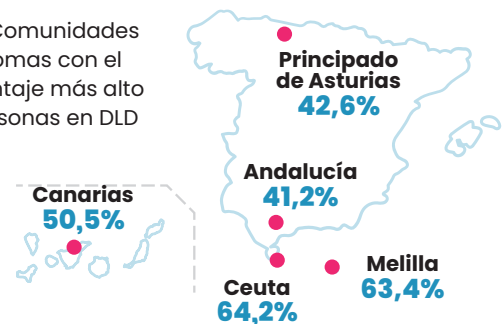 Comunidades
omas con el
ntaje más alto
sonas en DLD
Principado
de Asturias
42,6%
Andalucía
41,2%
Canarias
50,5%
Melilla
63,4%
Ceuta
64,2%